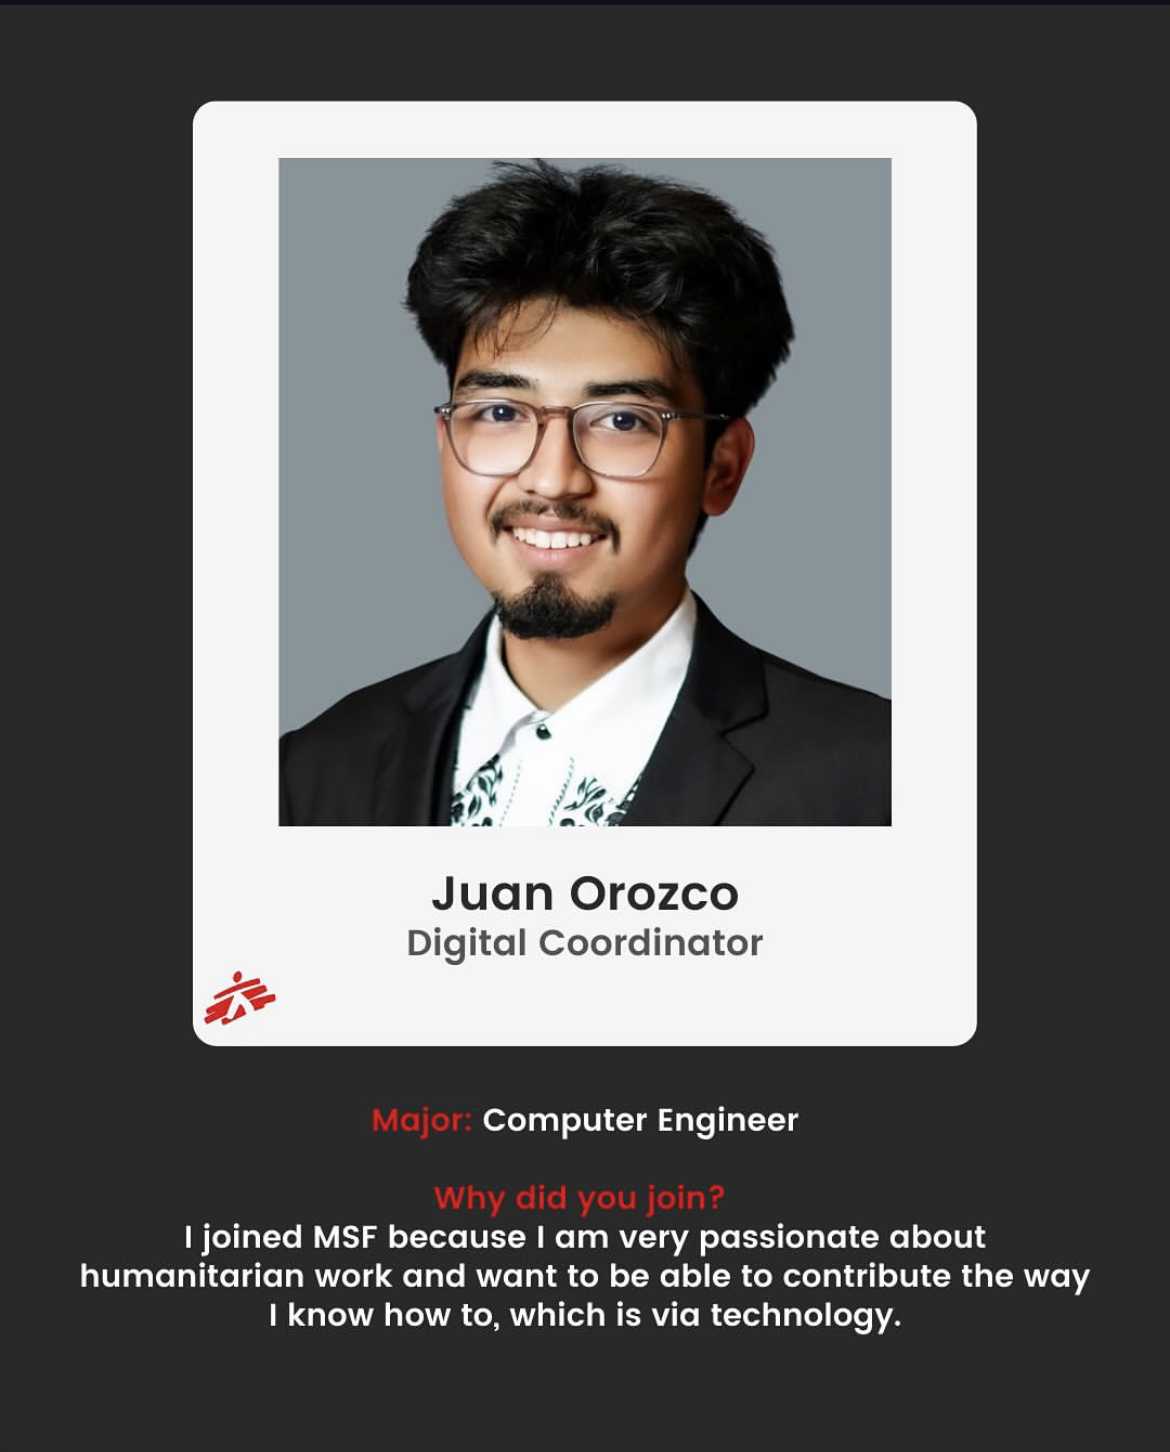 Juan Orozco
Digital Coordinator
Major: Computer Engineer
Why did you join?
I joined MSF because I am very passionate about
humanitarian work and want to be able to contribute the way
I know how to, which is via technology.